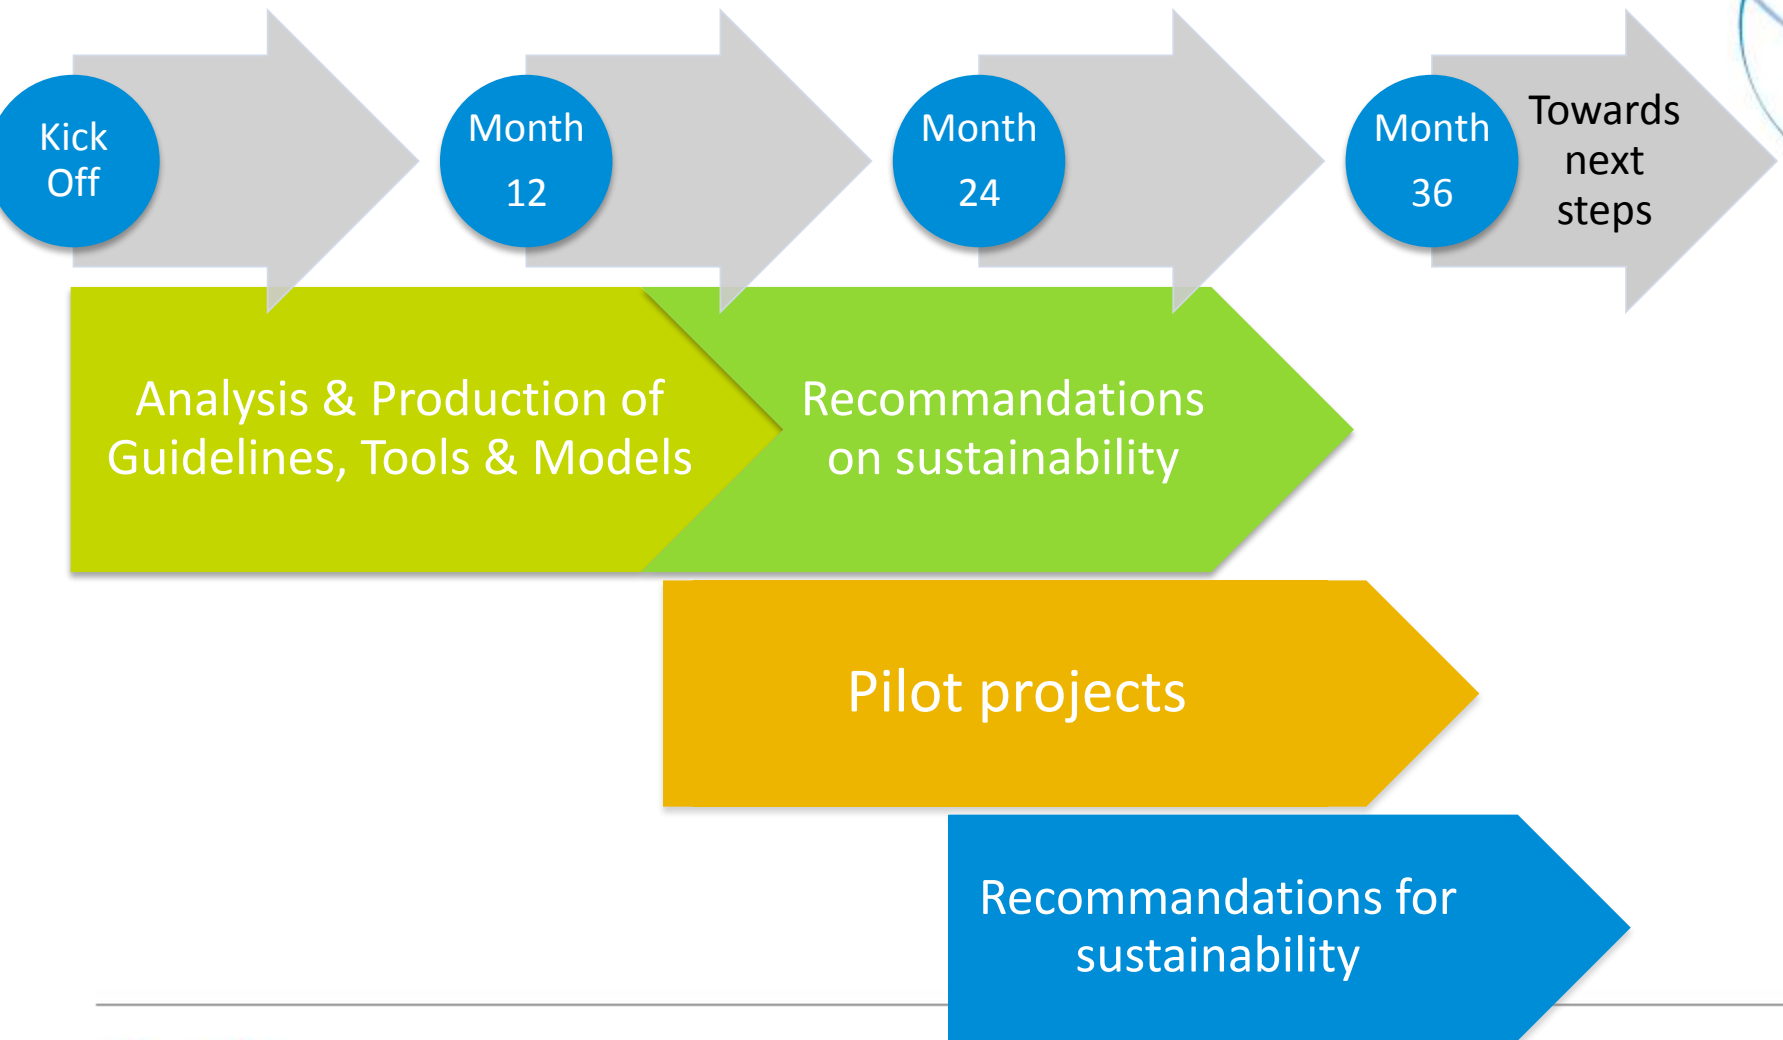 Kick
Off
Month
12
Month
24
Month
36
Towards
next
steps
Analysis & Production of
Guidelines, Tools & Models
Recommandations
on sustainability
Pilot projects
Recommandations for
sustainability